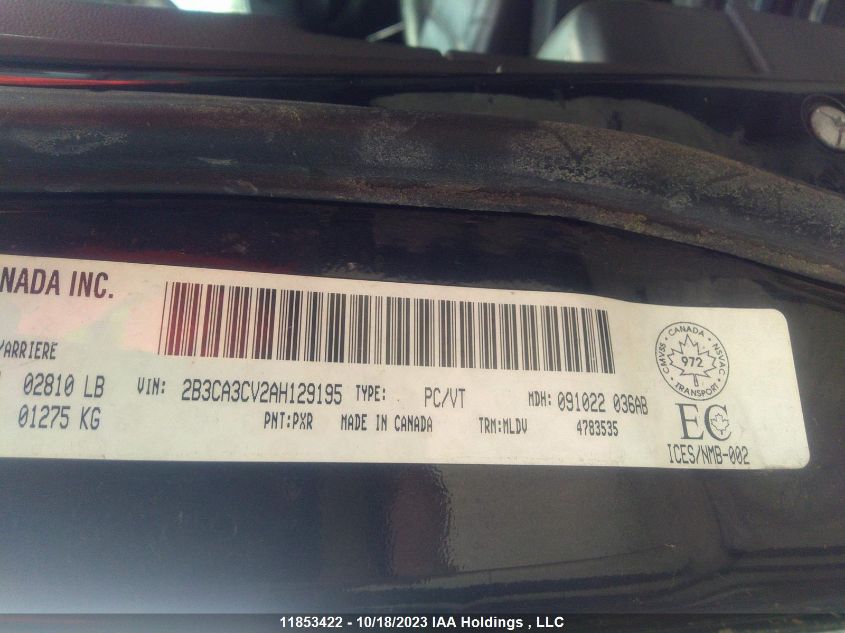 ANADA INC.
/ARRIERE
02810 LB VIN: 2B3CA3CV2AH129195 TYPE: PC/VT MDH: 091022 036AB
01275 KG PNT:PXR MADE IN CANADA TRM:MLDV 4783535
CANADA
CMVSS · NSVAC
972
TRANSPORT
EC
ICES/NMB-002
11853422 - 10/18/2023 IAA Holdings , LLC